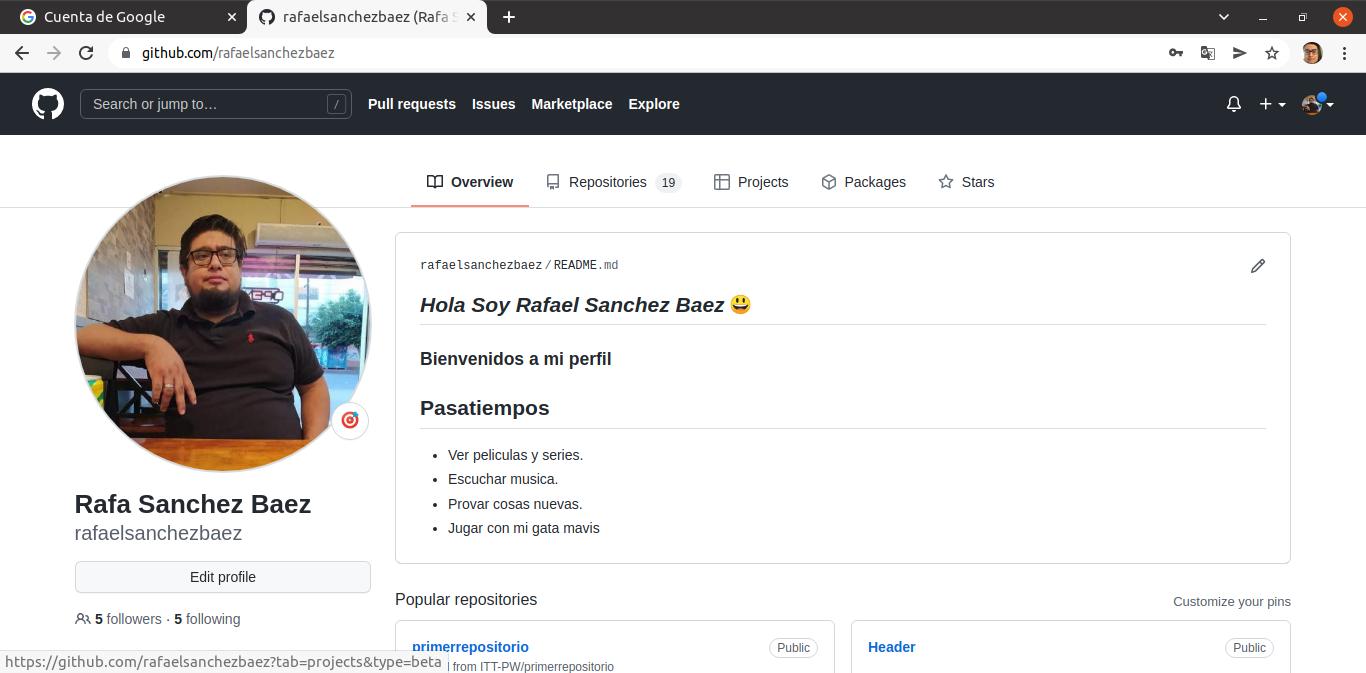 Cuenta de Google
rafaelsanchezbaez (Rafa S
github.com/rafaelsanchezbaez
Search or jump to…
/
Pull requests
Issues
Marketplace
Explore
Overview
Repositories 19
Projects
Packages
Stars
rafaelsanchezbaez/README.md
Hola Soy Rafael Sanchez Baez 😃
Bienvenidos a mi perfil
Pasatiempos
Ver peliculas y series.
Escuchar musica.
Provar cosas nuevas.
Jugar con mi gata mavis
OPEN
Rafa Sanchez Baez
rafaelsanchezbaez
Edit profile
5 followers · 5 following
Popular repositories
Customize your pins
primerrepositorio
Public
from ITT-PW/primerrepositorio
Header
Public
https://github.com/rafaelsanchezbaez?tab=projects&type=beta